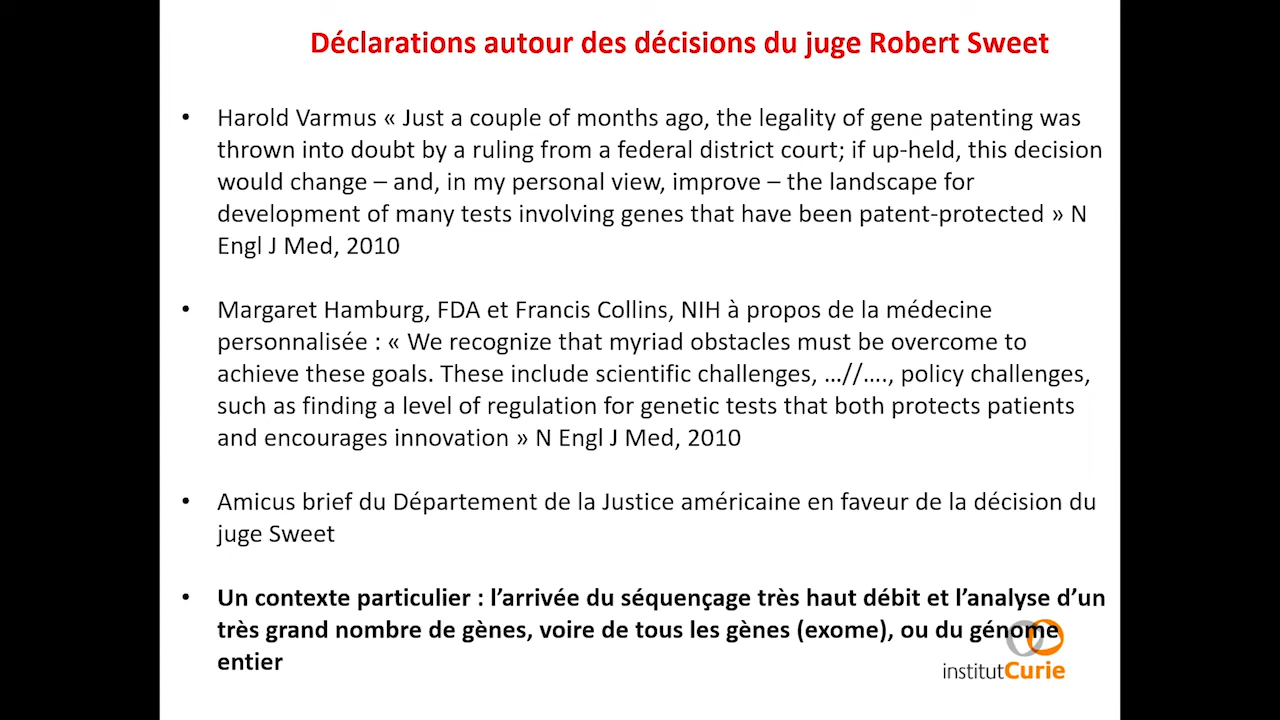 Déclarations autour des décisions du juge Robert Sweet
• Harold Varmus « Just a couple of months ago, the legality of gene patenting was
thrown into doubt by a ruling from a federal district court; if up-held, this decision
would change – and, in my personal view, improve – the landscape for
development of many tests involving genes that have been patent-protected » N
Engl J Med, 2010
• Margaret Hamburg, FDA et Francis Collins, NIH à propos de la médecine
personnalisée : « We recognize that myriad obstacles must be overcome to
achieve these goals. These include scientific challenges, …//…., policy challenges,
such as finding a level of regulation for genetic tests that both protects patients
and encourages innovation » N Engl J Med, 2010
• Amicus brief du Département de la Justice américaine en faveur de la décision du
juge Sweet
• Un contexte particulier : l’arrivée du séquençage très haut débit et l’analyse d’un
très grand nombre de gènes, voire de tous les gènes (exome), ou du génome
entier
institutCurie